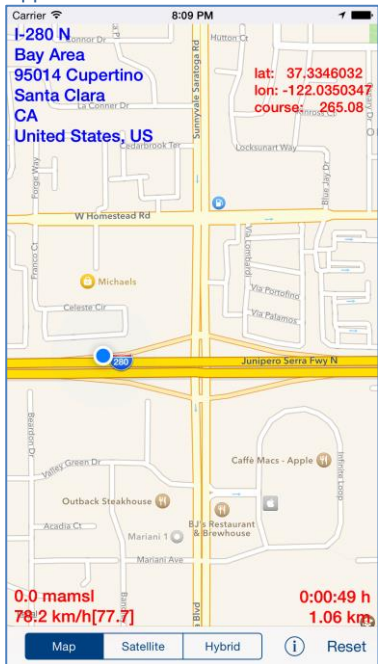 Carrier 8:09 PM
I-280 N
Bay Area
95014 Cupertino
Santa Clara
CA
United States, US
lat: 37.3346032
lon: -122.0350347
course: 265.08
Hutton Ct
Connor Dr
La Conner Dr
Sunnyvale Saratoga Rd
Cedarbrook Ter
Locksunart Way
Forge Way
W Homestead Rd
Franco Ct
Michaels
Via Lombardi
Via Portofino
Via Palamos
Celeste Cir
280
Junipero Serra Fwy N
Beardon Dr
Valley Green Dr
Caffè Macs - Apple
Infinite Loop
Outback Steakhouse
BJ's Restaurant
& Brewhouse
Acadia Ct
Mariani 1
Mariani Ave
Blvd
0.0 mamsl
78.2 km/h[77.7]
0:00:49 h
1.06 km
Map Satellite Hybrid i Reset